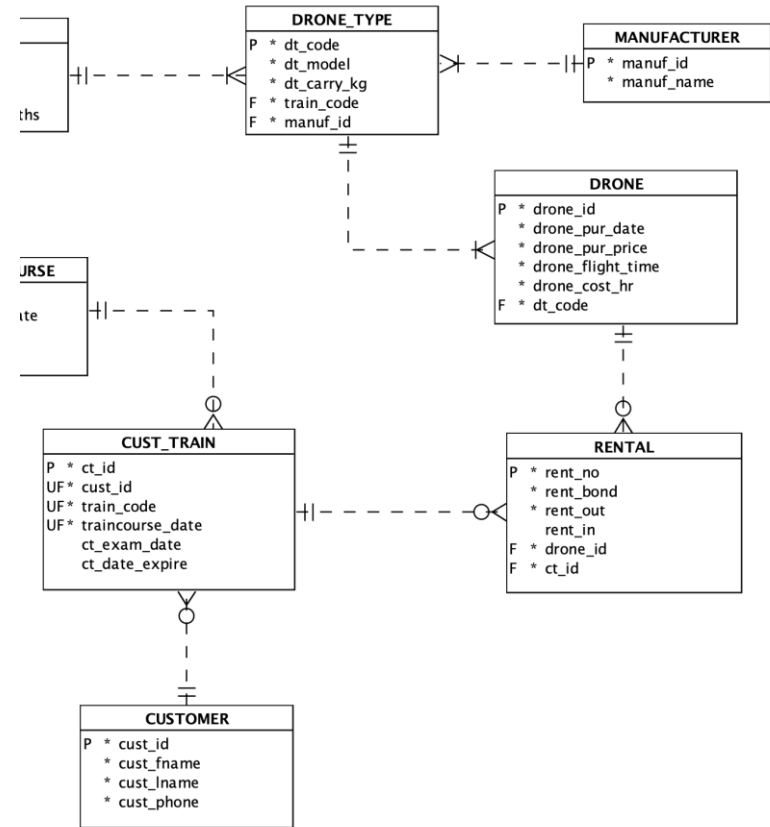 DRONE_TYPE
P * dt_code
* dt_model
* dt_carry_kg
F * train_code
F * manuf_id
MANUFACTURER
P * manuf_id
* manuf_name
ths
DRONE
P * drone_id
* drone_pur_date
* drone_pur_price
* drone_flight_time
* drone_cost_hr
F * dt_code
URSE
ate
CUST_TRAIN
P * ct_id
UF * cust_id
UF * train_code
UF * traincourse_date
ct_exam_date
ct_date_expire
RENTAL
P * rent_no
* rent_bond
* rent_out
rent_in
F * drone_id
F * ct_id
CUSTOMER
P * cust_id
* cust_fname
* cust_lname
* cust_phone